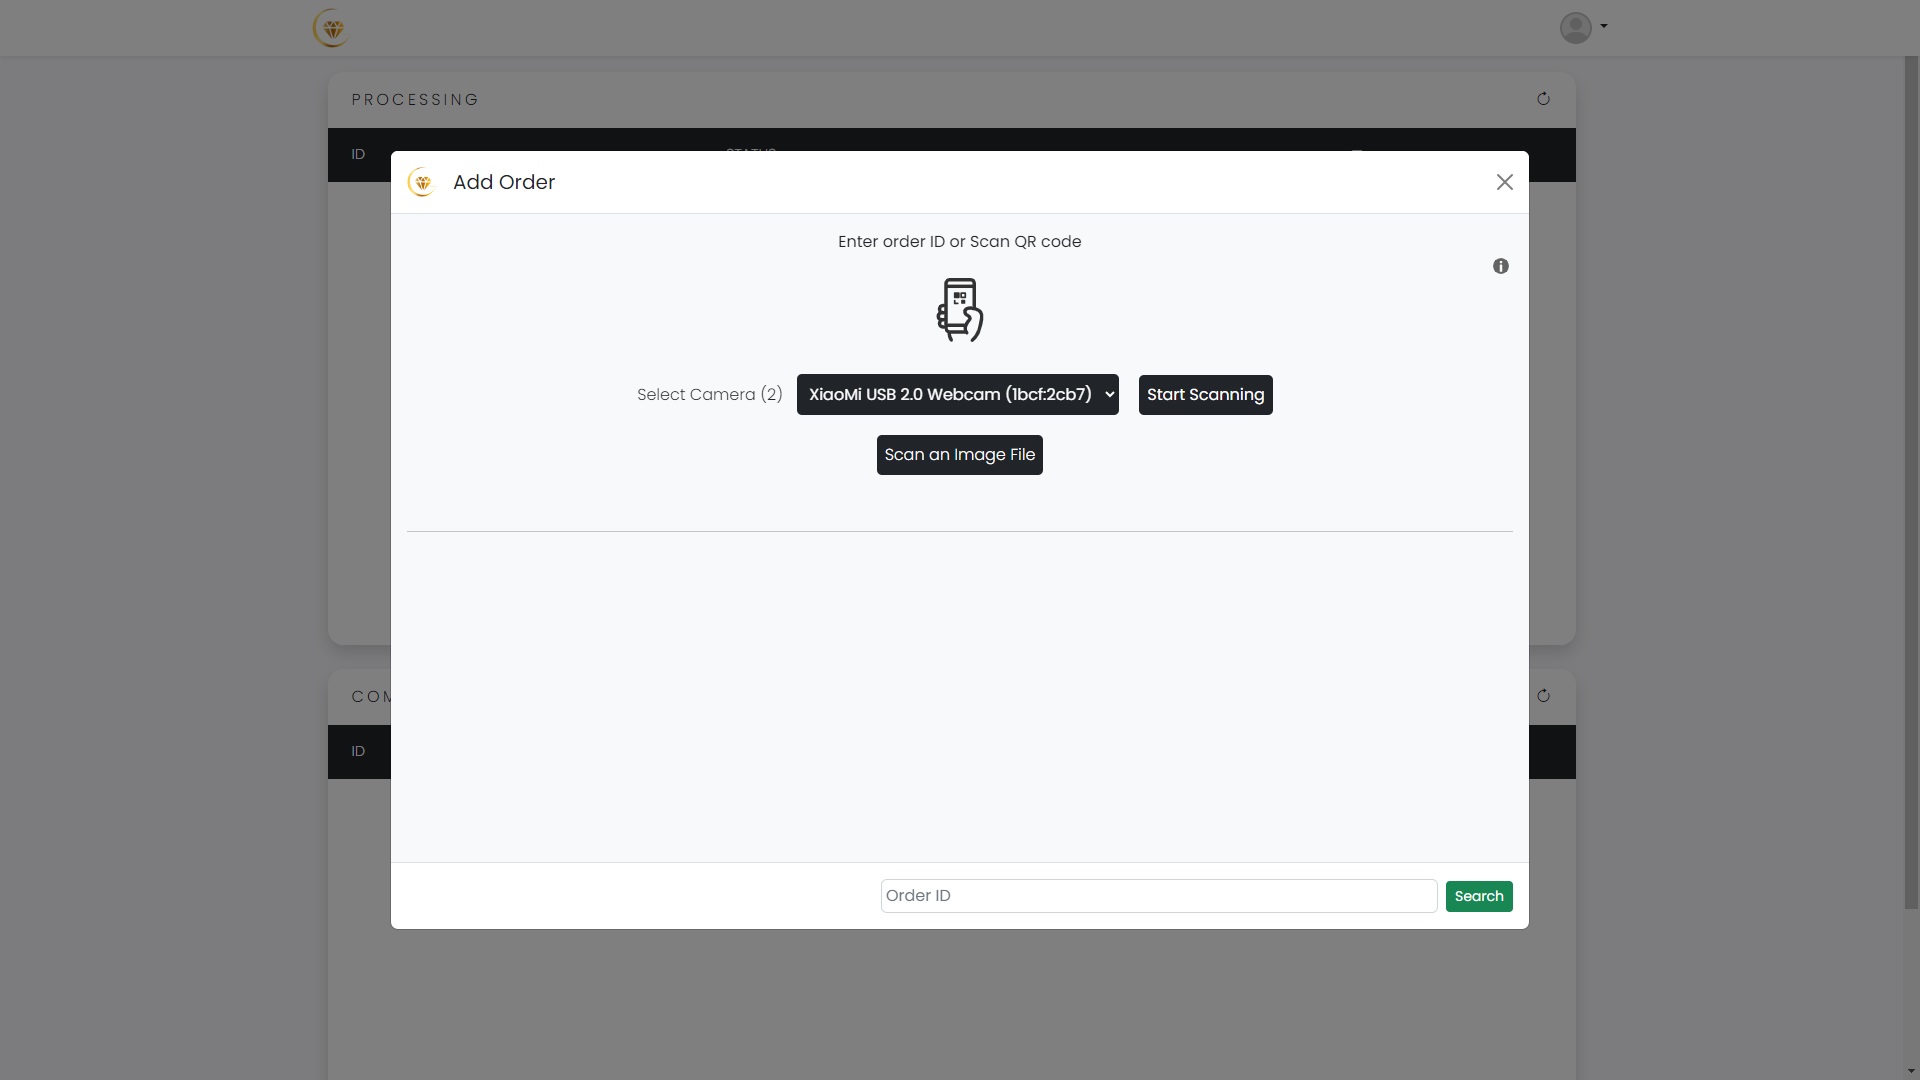 PROCESSING
ID STATUS
Add Order
Enter order ID or Scan QR code
Select Camera (2) XiaoMi USB 2.0 Webcam (1bcf:2cb7) Start Scanning
Scan an Image File
COM
ID
Order ID Search